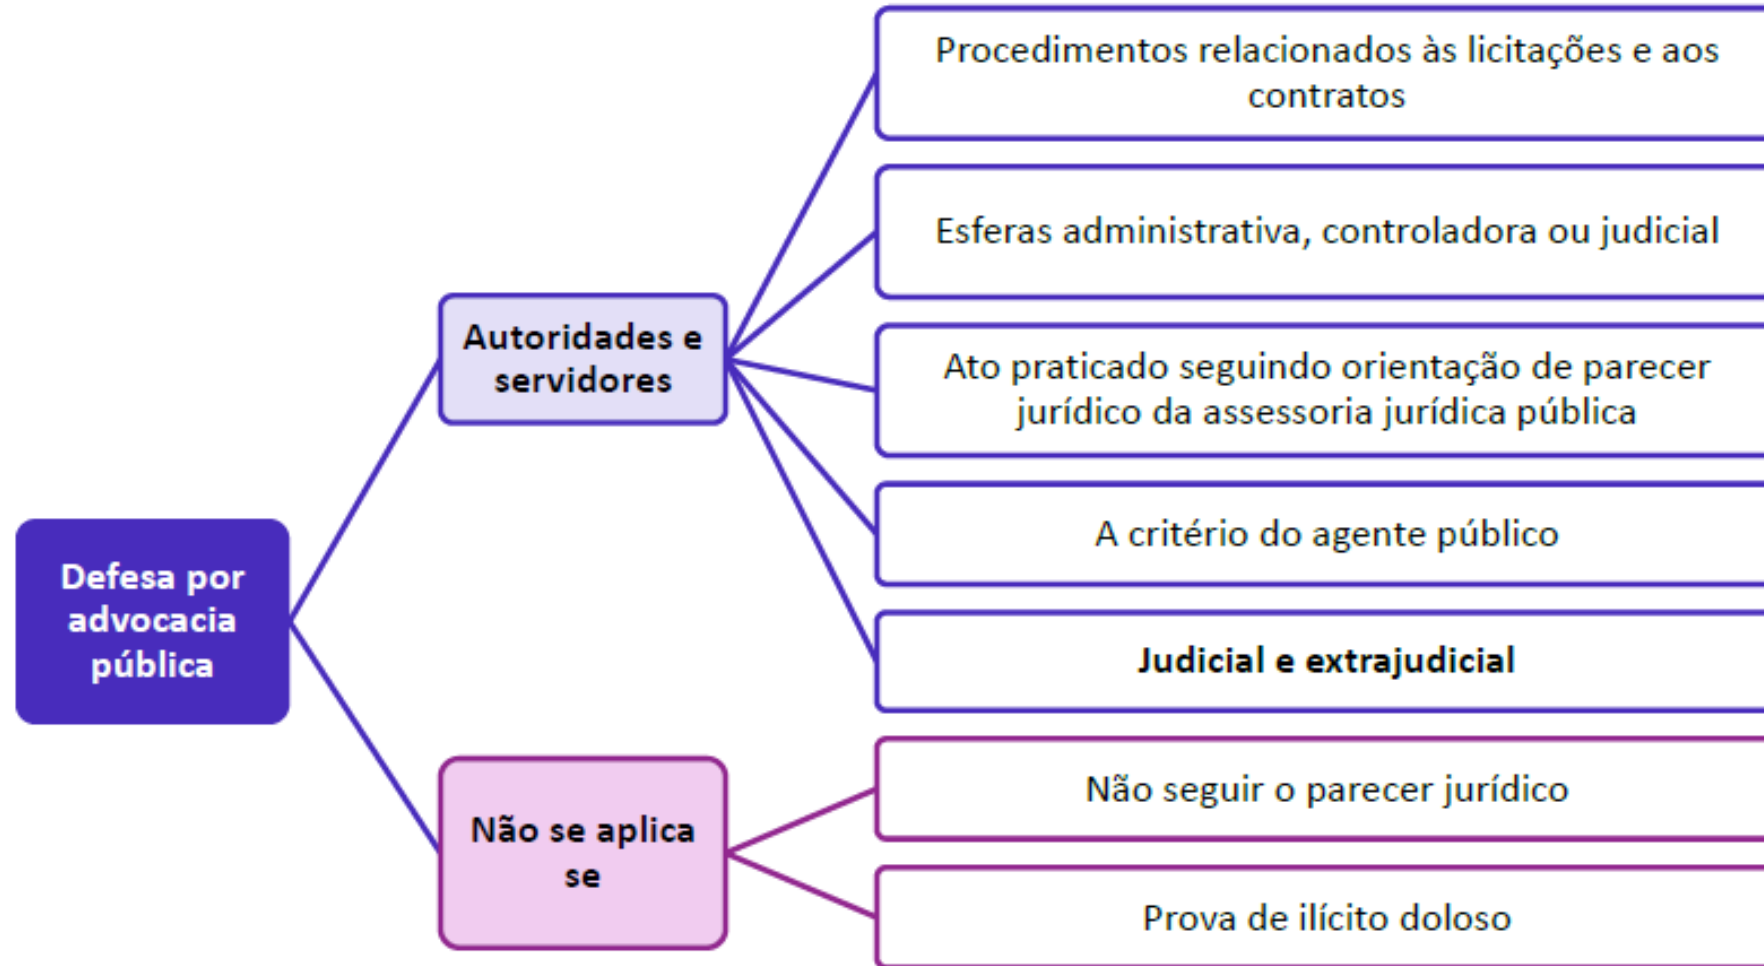 Procedimentos relacionados às licitações e aos
contratos
Esferas administrativa, controladora ou judicial
Autoridades e
servidores
Ato praticado seguindo orientação de parecer
jurídico da assessoria jurídica pública
A critério do agente público
Defesa por
advocacia
pública
Judicial e extrajudicial
Não se aplica
se
Não seguir o parecer jurídico
Prova de ilícito doloso